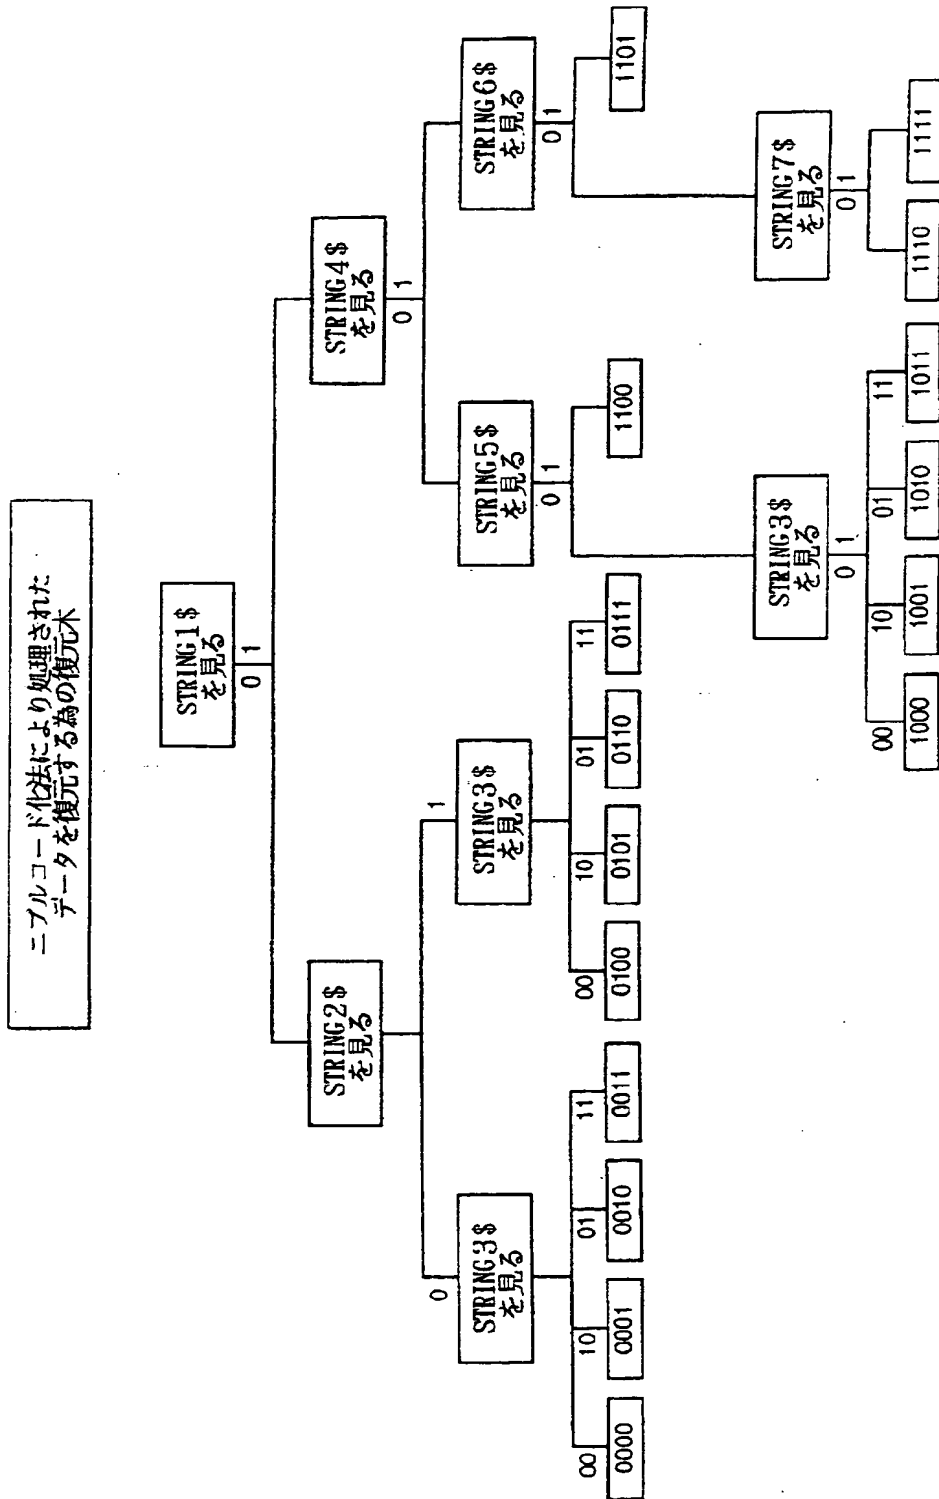 ニブルコード化法により処理された
データを復元する為の復元木
STRING1$
を見る
0 1
STRING2$
を見る
STRING4$
を見る
0 1
0
1
STRING3$
を見る
STRING3$
を見る
STRING5$
を見る
0 1
STRING6$
を見る
0 1
00 10 01 11
0000 0001 0010 0011
00 10 01 11
0100 0101 0110 0111
1100
1101
STRING3$
を見る
0 1
STRING7$
を見る
0 1
00 10 01 11
1000 1001 1010 1011
1110 1111